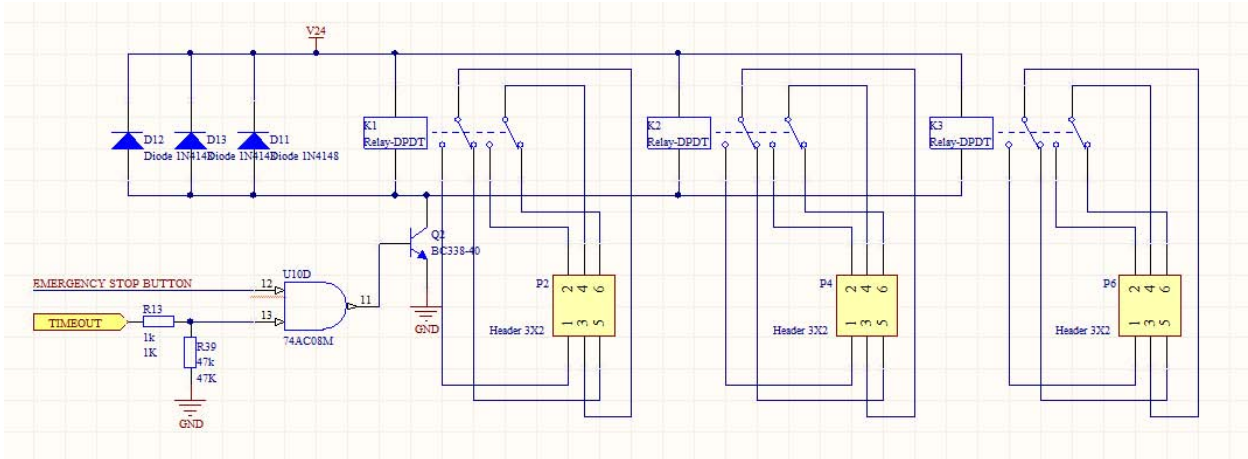 V24
D12
D13
D11
Diode 1N4148
Diode 1N4148
Diode 1N4148
K1
Relay-DPDT
K2
Relay-DPDT
K3
Relay-DPDT
Q2
BC338-40
GND
EMERGENCY STOP BUTTON
TIMEOUT
R13
1k
1K
R39
47k
47K
GND
U10D
12
13
11
74AC08M
P2
2 4 6
1 3 5
Header 3X2
P4
2 4 6
1 3 5
Header 3X2
P6
2 4 6
1 3 5
Header 3X2